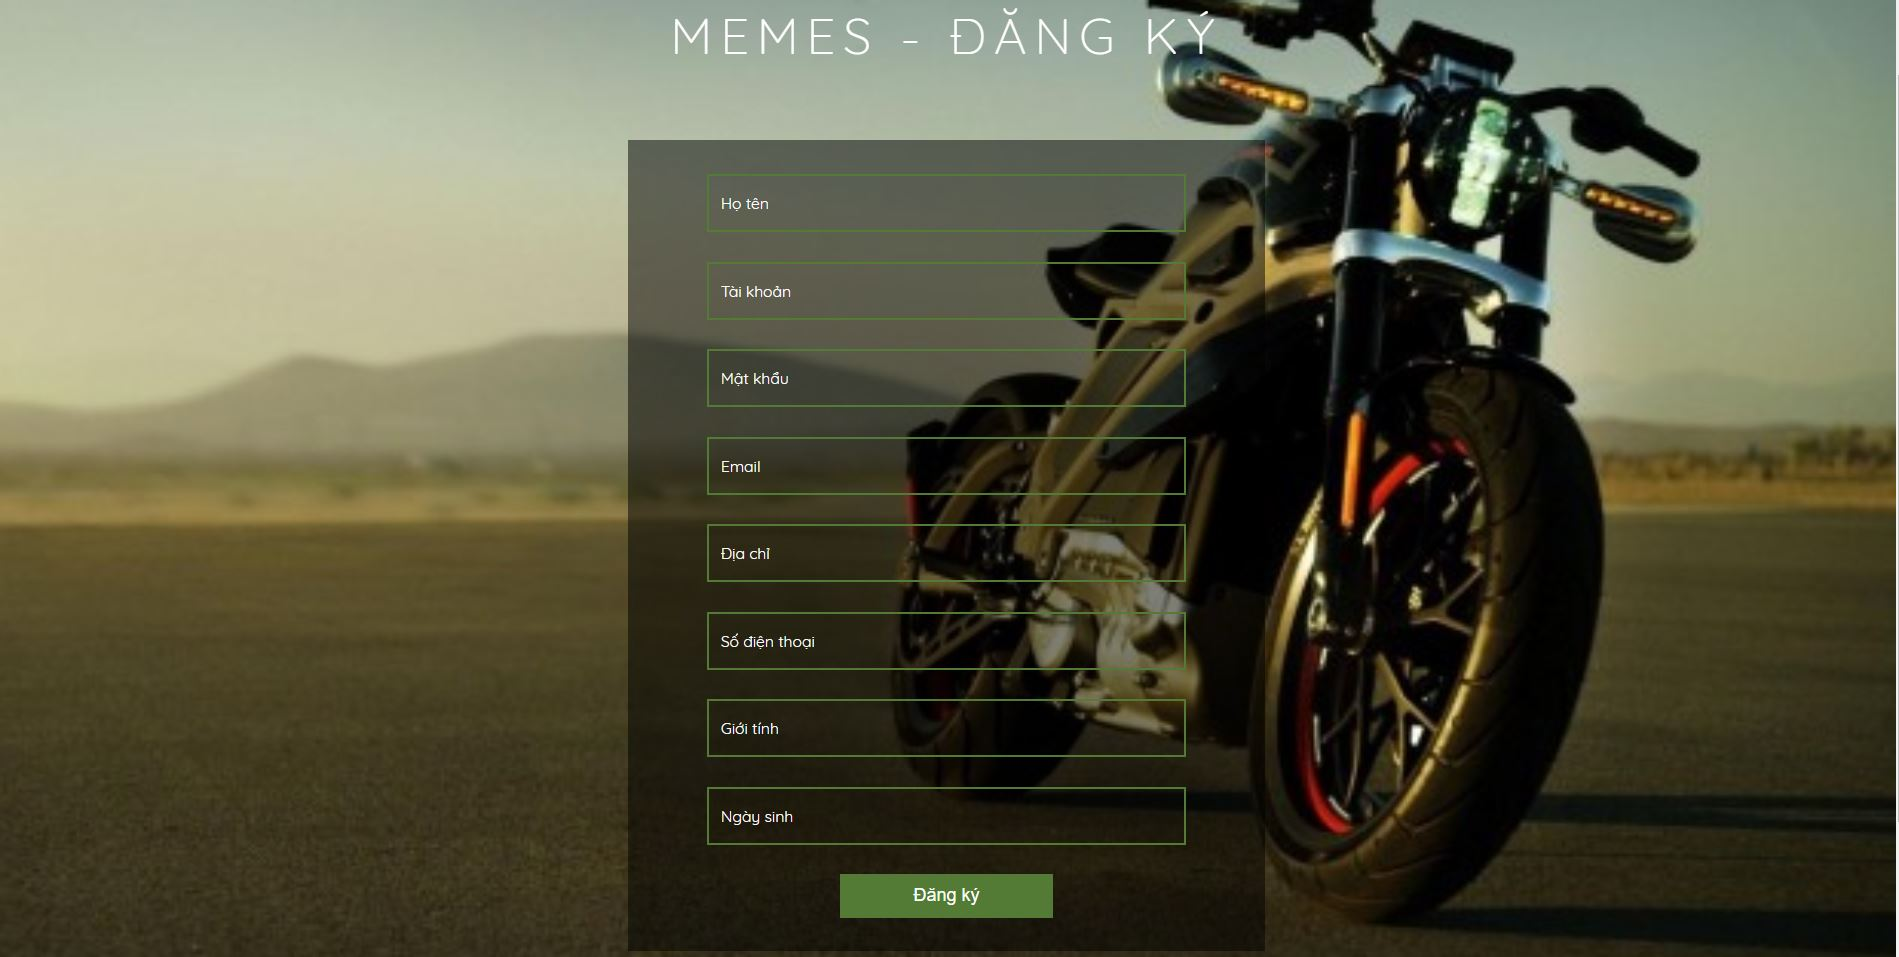 MEMES - ĐĂNG KÝ
Họ tên
Tài khoản
Mật khẩu
Email
Địa chỉ
Số điện thoại
Giới tính
Ngày sinh
Đăng ký